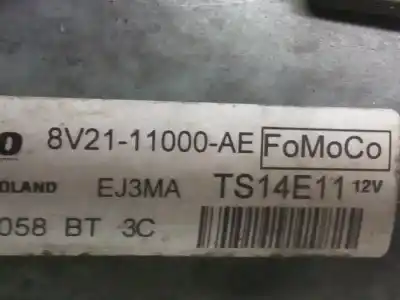 8V21-11000-AE FoMoCo
EJ3MA TS14E11 12V
058 BT 3C